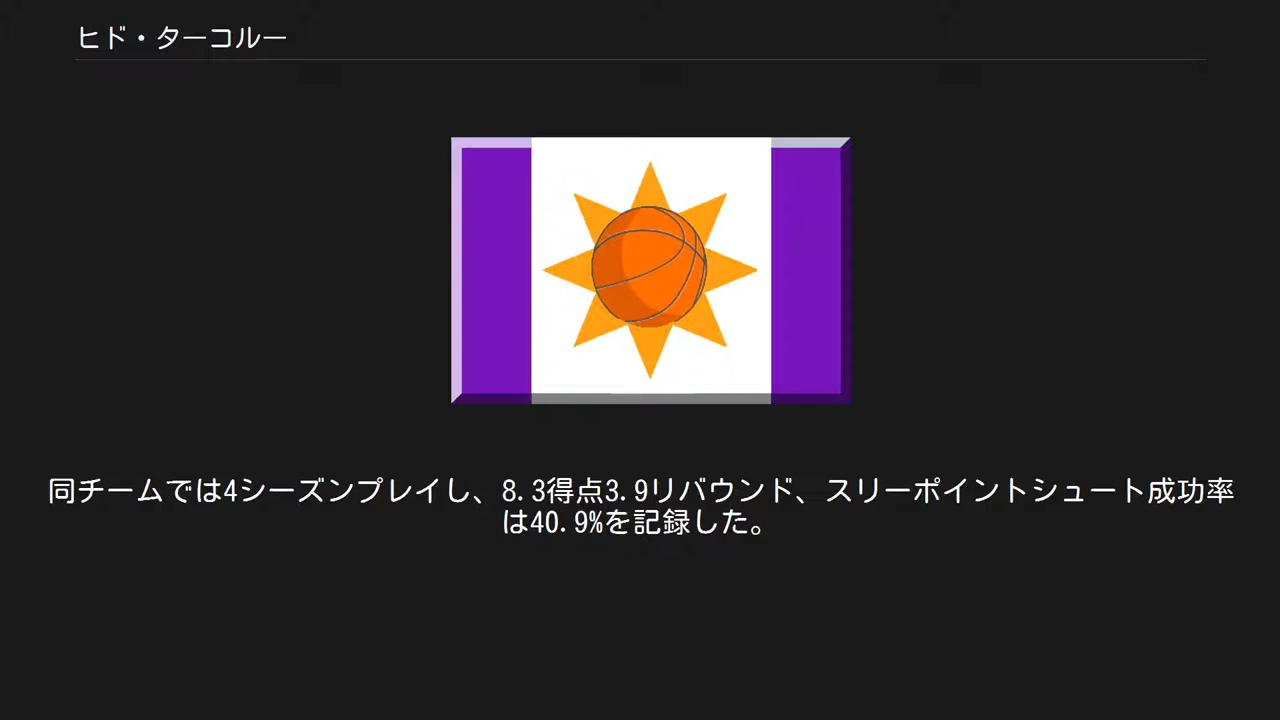 ヒド・ターコルー
同チームでは4シーズンプレイし、8.3得点3.9リバウンド、スリーポイントシュート成功率
は40.9%を記録した。